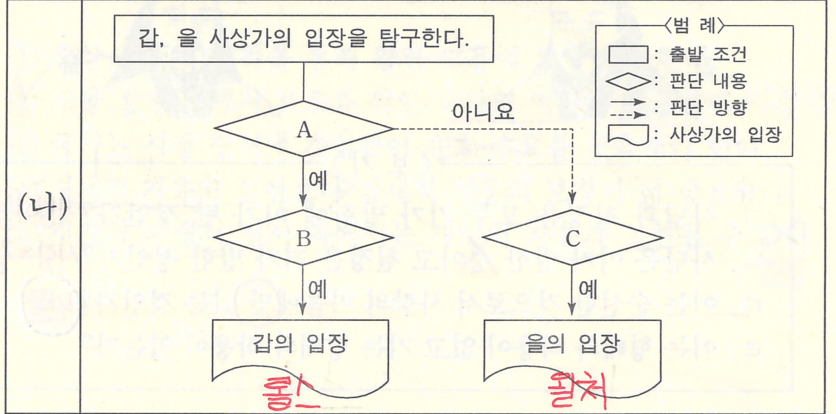 갑, 을 사상가의 입장을 탐구한다.
〈범 례〉
: 출발 조건
: 판단 내용
: 판단 방향
: 사상가의 입장
A
아니요
예
(나)
B
C
예
예
갑의 입장
을의 입장
롤스
왈처